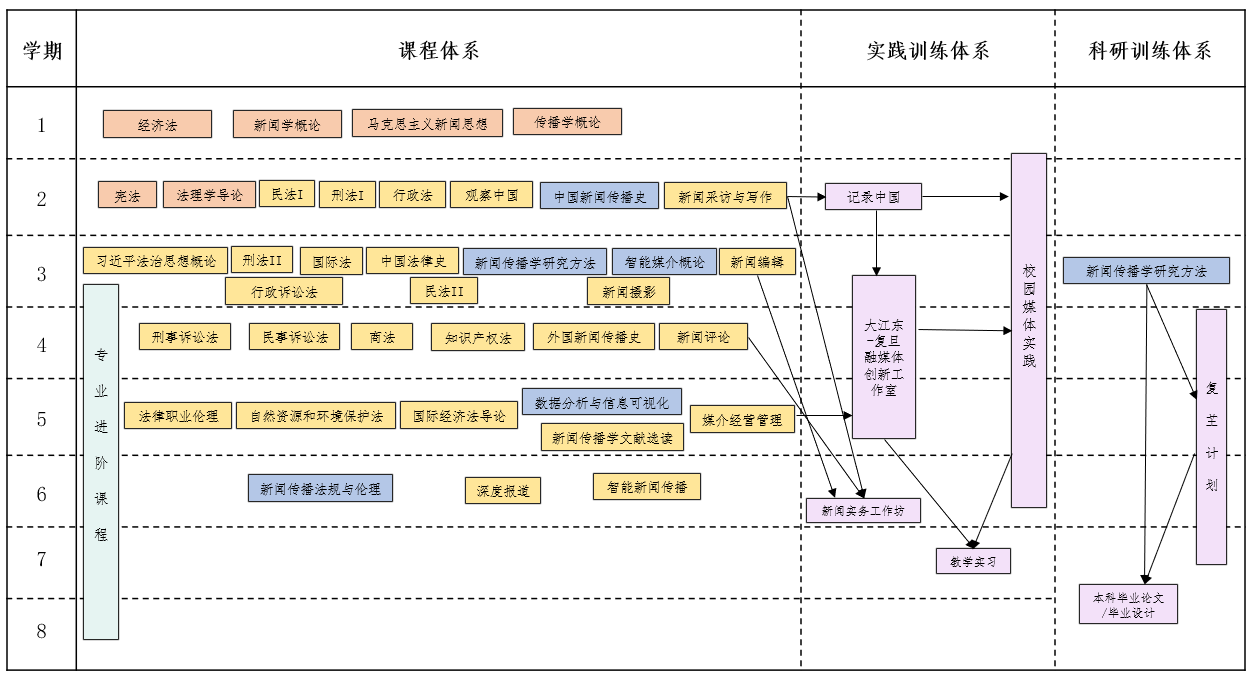 学期
课程体系
实践训练体系
科研训练体系
1
经济法
新闻学概论
马克思主义新闻思想
传播学概论
2
宪法
法理学导论
民法I
刑法I
行政法
观察中国
中国新闻传播史
新闻采访与写作
记录中国
3
习近平法治思想概论
刑法II
国际法
中国法律史
新闻传播学研究方法
智能媒介概论
新闻编辑
行政诉讼法
民法II
新闻摄影
新闻传播学研究方法
4
刑事诉讼法
民事诉讼法
商法
知识产权法
外国新闻传播史
新闻评论
大江东
-复旦
融媒体
创新工
作室
校园媒体实践
5
法律职业伦理
自然资源和环境保护法
国际经济法导论
数据分析与信息可视化
新闻传播学文献选读
媒介经营管理
专业进阶课程
复芏计划
6
新闻传播法规与伦理
深度报道
智能新闻传播
新闻实务工作坊
7
教学实习
8
本科毕业论文
/毕业设计